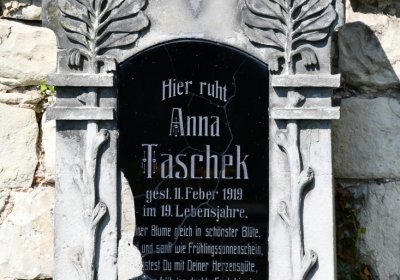 Hier ruht
Anna
Taschek
gest. 11. Feber 1919
im 19. Lebensjahre.
Blume gleich in schönster Blüte,
und sanft wie Frühlingssonnenschein,
Du mit Deiner Herzensgüte,